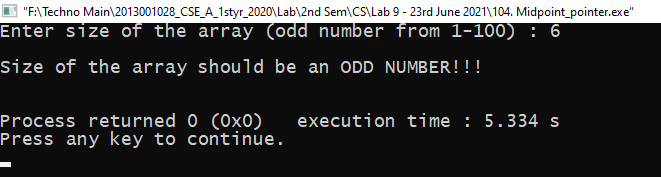 "F:\Techno Main\2013001028_CSE_A_1styr_2020\Lab\2nd Sem\CS\Lab 9 - 23rd June 2021\104. Midpoint_pointer.exe"
Enter size of the array (odd number from 1-100) : 6
Size of the array should be an ODD NUMBER!!!
Process returned 0 (0x0)   execution time : 5.334 s
Press any key to continue.